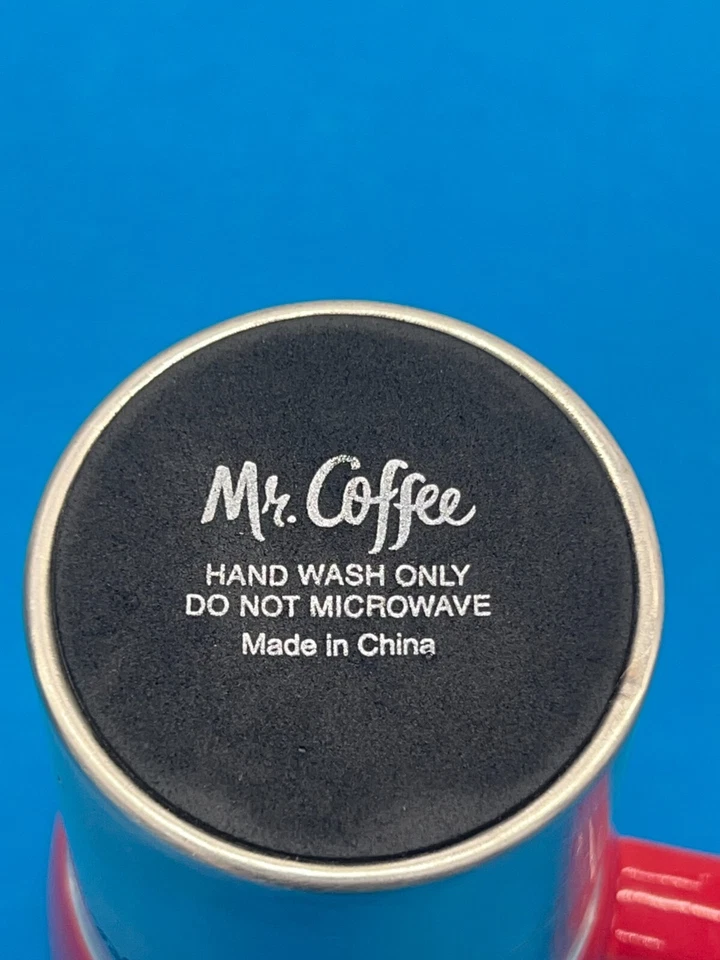 Mr. Coffee
HAND WASH ONLY
DO NOT MICROWAVE
Made in China